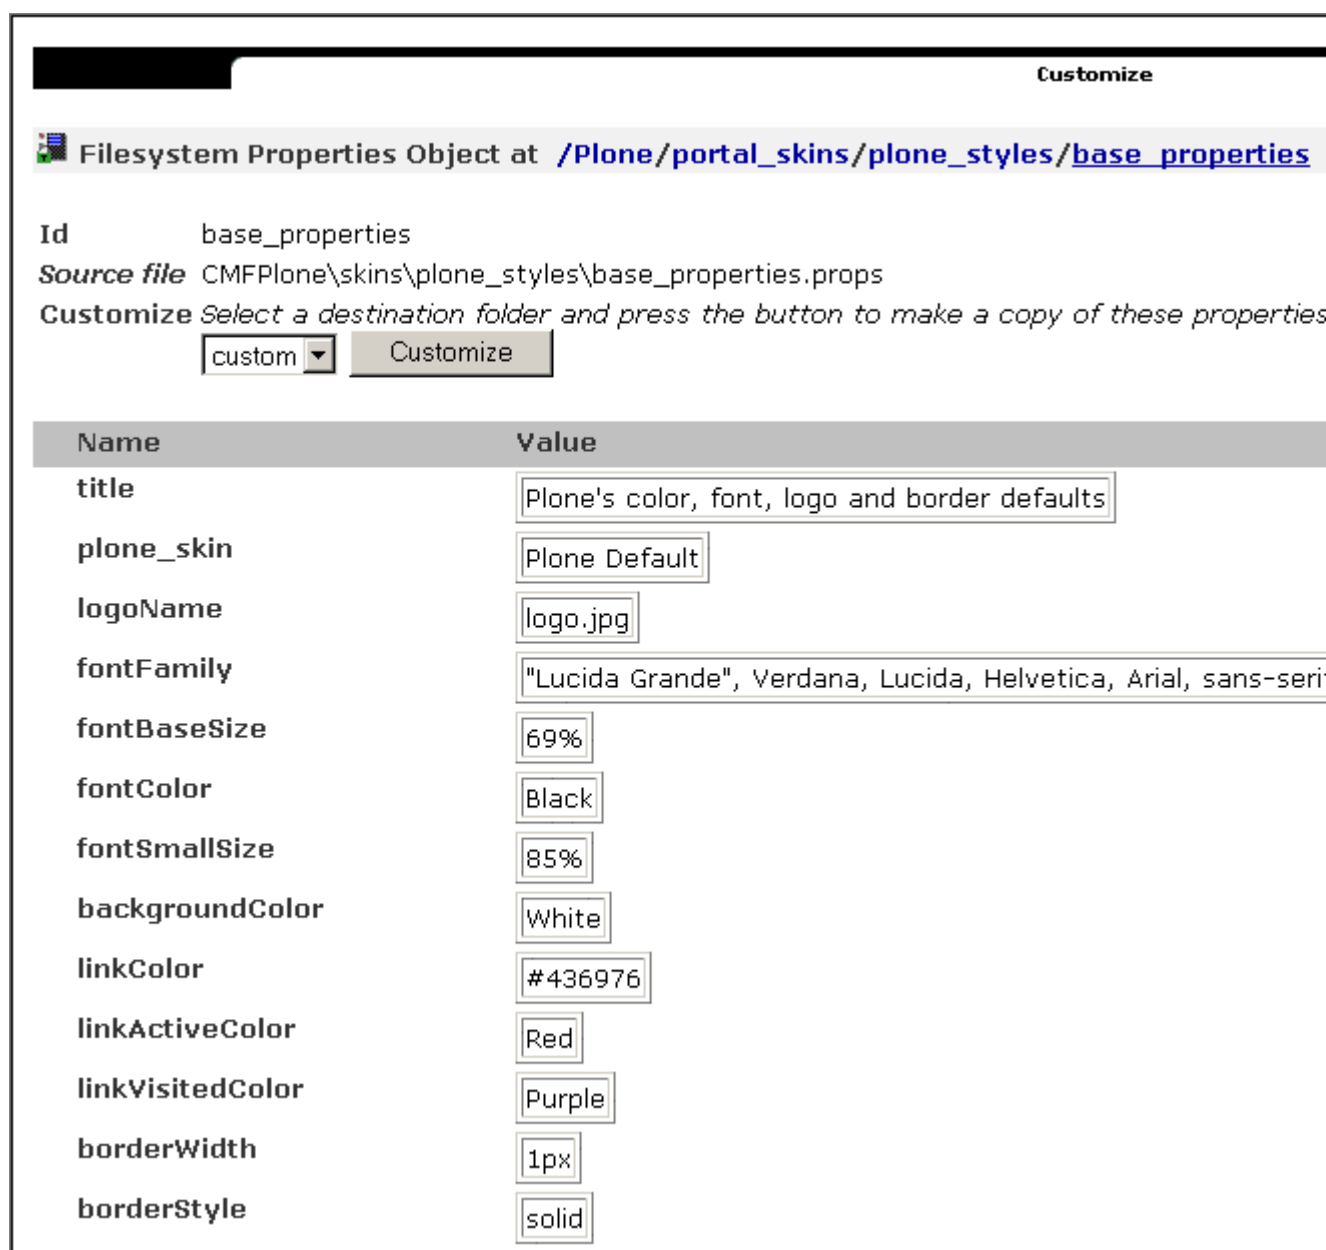 Customize
Filesystem Properties Object at /Plone/portal_skins/plone_styles/base_properties
Id base_properties
Source file CMFPlone\skins\plone_styles\base_properties.props
Customize Select a destination folder and press the button to make a copy of these properties
custom Customize
Name Value
title Plone's color, font, logo and border defaults
plone_skin Plone Default
logoName logo.jpg
fontFamily "Lucida Grande", Verdana, Lucida, Helvetica, Arial, sans-serif
fontBaseSize 69%
fontColor Black
fontSmallSize 85%
backgroundColor White
linkColor #436976
linkActiveColor Red
linkVisitedColor Purple
borderWidth 1px
borderStyle solid